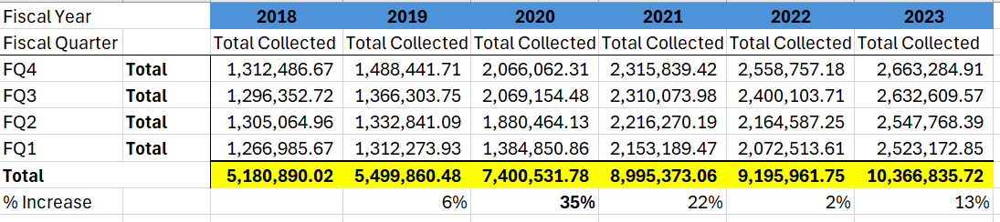 Fiscal Year 2018 2019 2020 2021 2022 2023
Fiscal Quarter Total Collected Total Collected Total Collected Total Collected Total Collected Total Collected
FQ4 Total 1,312,486.67 1,488,441.71 2,066,062.31 2,315,839.42 2,558,757.18 2,663,284.91
FQ3 Total 1,296,352.72 1,366,303.75 2,069,154.48 2,310,073.98 2,400,103.71 2,632,609.57
FQ2 Total 1,305,064.96 1,332,841.09 1,880,464.13 2,216,270.19 2,164,587.25 2,547,768.39
FQ1 Total 1,266,985.67 1,312,273.93 1,384,850.86 2,153,189.47 2,072,513.61 2,523,172.85
Total 5,180,890.02 5,499,860.48 7,400,531.78 8,995,373.06 9,195,961.75 10,366,835.72
% Increase 6% 35% 22% 2% 13%